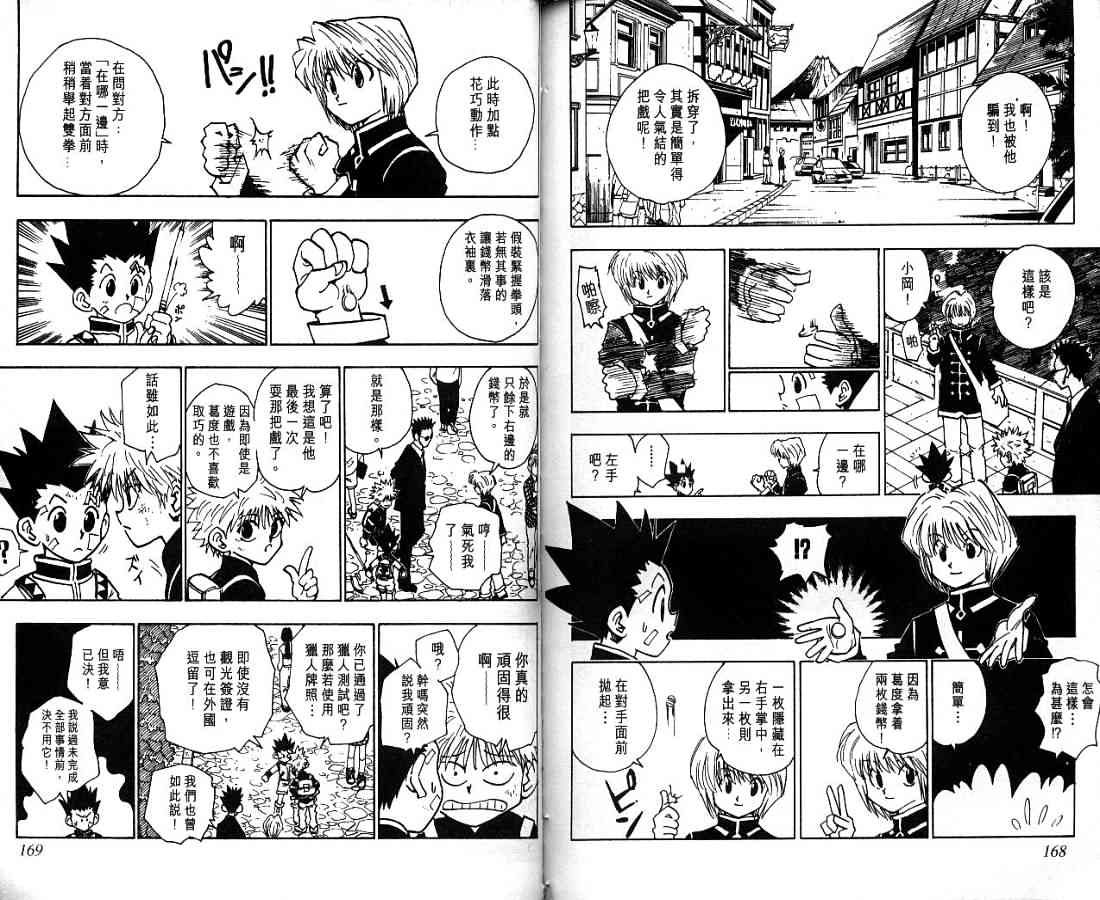 啊！
我也被他
騙到！
拆穿了，
其實是簡單得
令人氣結的
把戲呢！
該是
這樣吧？
小岡！
啪
啪嚓
在哪
一邊？
……
左手
吧？
!?
怎會
這樣…
為甚麼!?
簡單…
因為
葛度拿着
兩枚錢幣！
一枚隱藏在
右手掌中，
另一枚則
拿出來…
在對手面前
拋起…
ピン
168
此時加點
花巧動作…
パシ!!
在問對方：
「在哪一邊」時，
當着對方面前
稍稍舉起雙拳…
假裝緊握拳頭，
若無其事的
讓錢幣滑落
衣袖裏。
啊……
於是就
只餘下右邊的
錢幣了。
就是那樣。
哼……
氣死我
了……
算了吧！
我想這是他
最後一次
耍那把戲了。
因為即使是
遊戲，
葛度也不喜歡
取巧的。
話雖如此…
?
ズイ
你真的
頑固得很
啊……
哦？
幹嗎突然
說我頑固？
你已通過了
獵人測試吧？
那麼若使用
獵人牌照…
即使沒有
觀光簽證，
也可在外國
逗留了！
我們也曾
如此說！
唔……
但我意
已決！
我說過未完成
全部事情前，
決不用它！
169